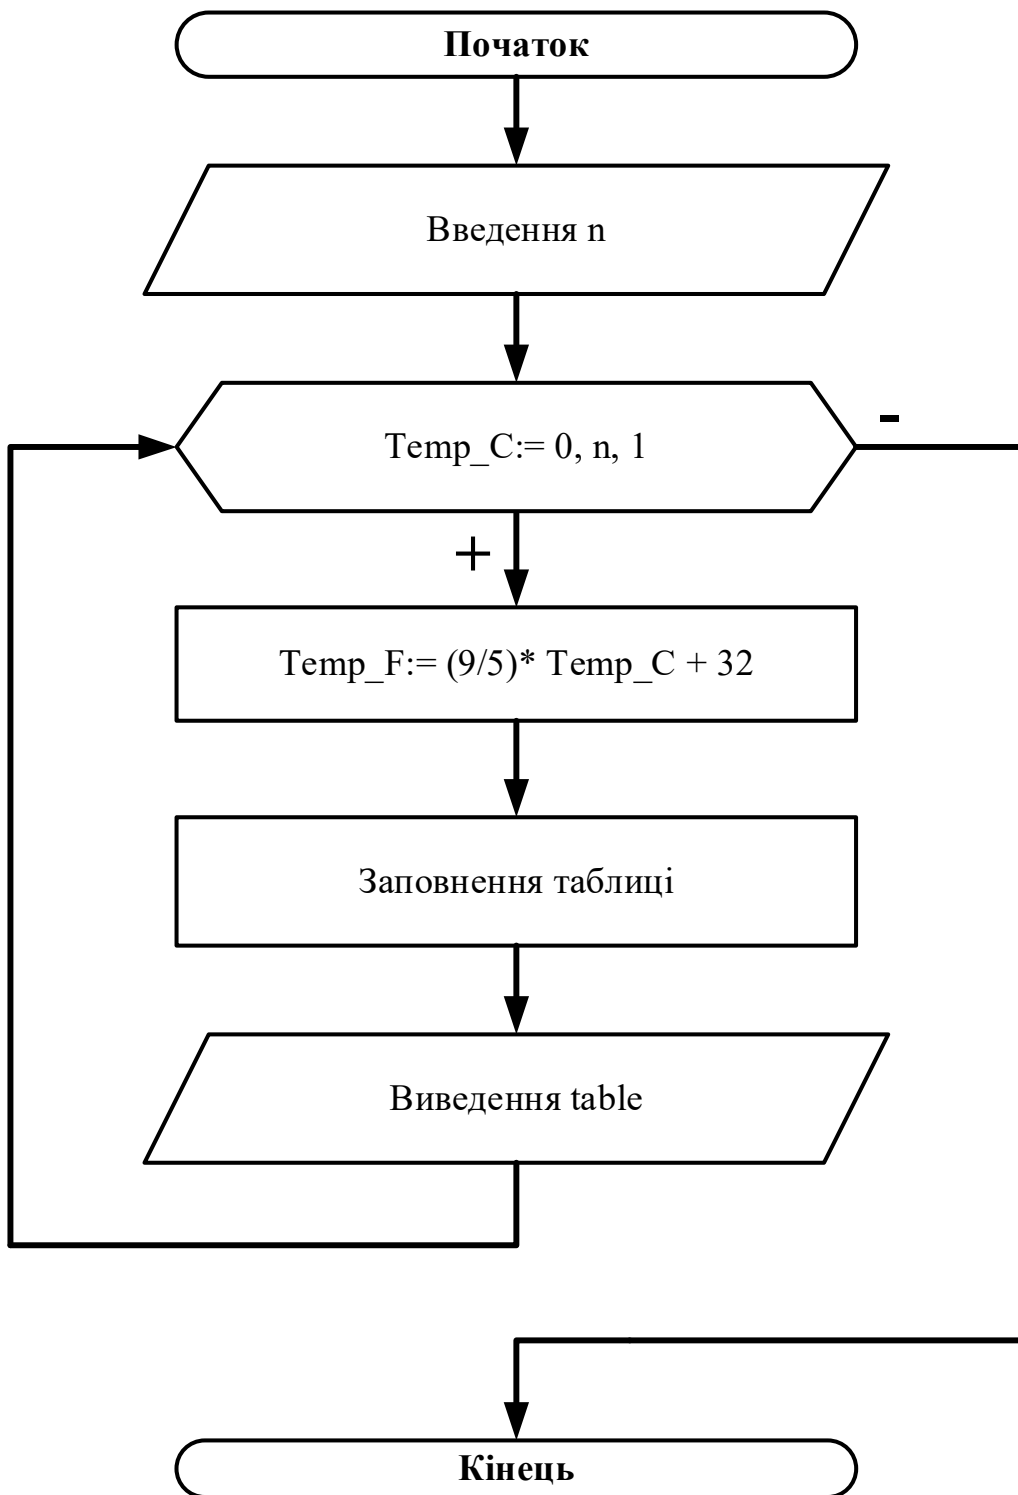 Початок
Введення n
Temp_C:= 0, n, 1
-
+
Temp_F:= (9/5)* Temp_C + 32
Заповнення таблиці
Виведення table
Кінець